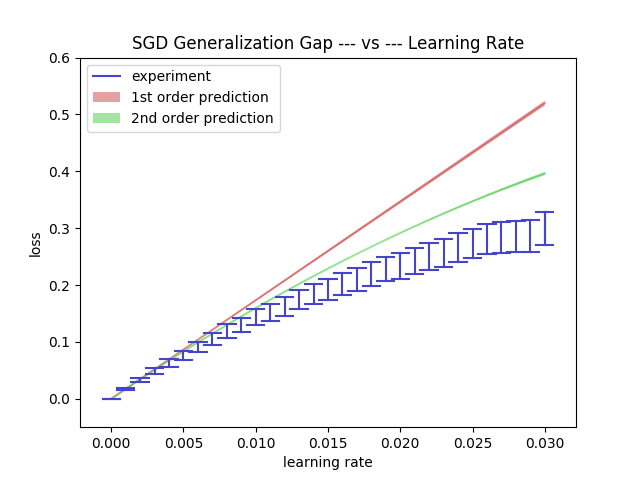 SGD Generalization Gap --- vs --- Learning Rate
experiment
1st order prediction
2nd order prediction
0.6
0.5
0.4
0.3
0.2
0.1
0.0
loss
0.000 0.005 0.010 0.015 0.020 0.025 0.030
learning rate